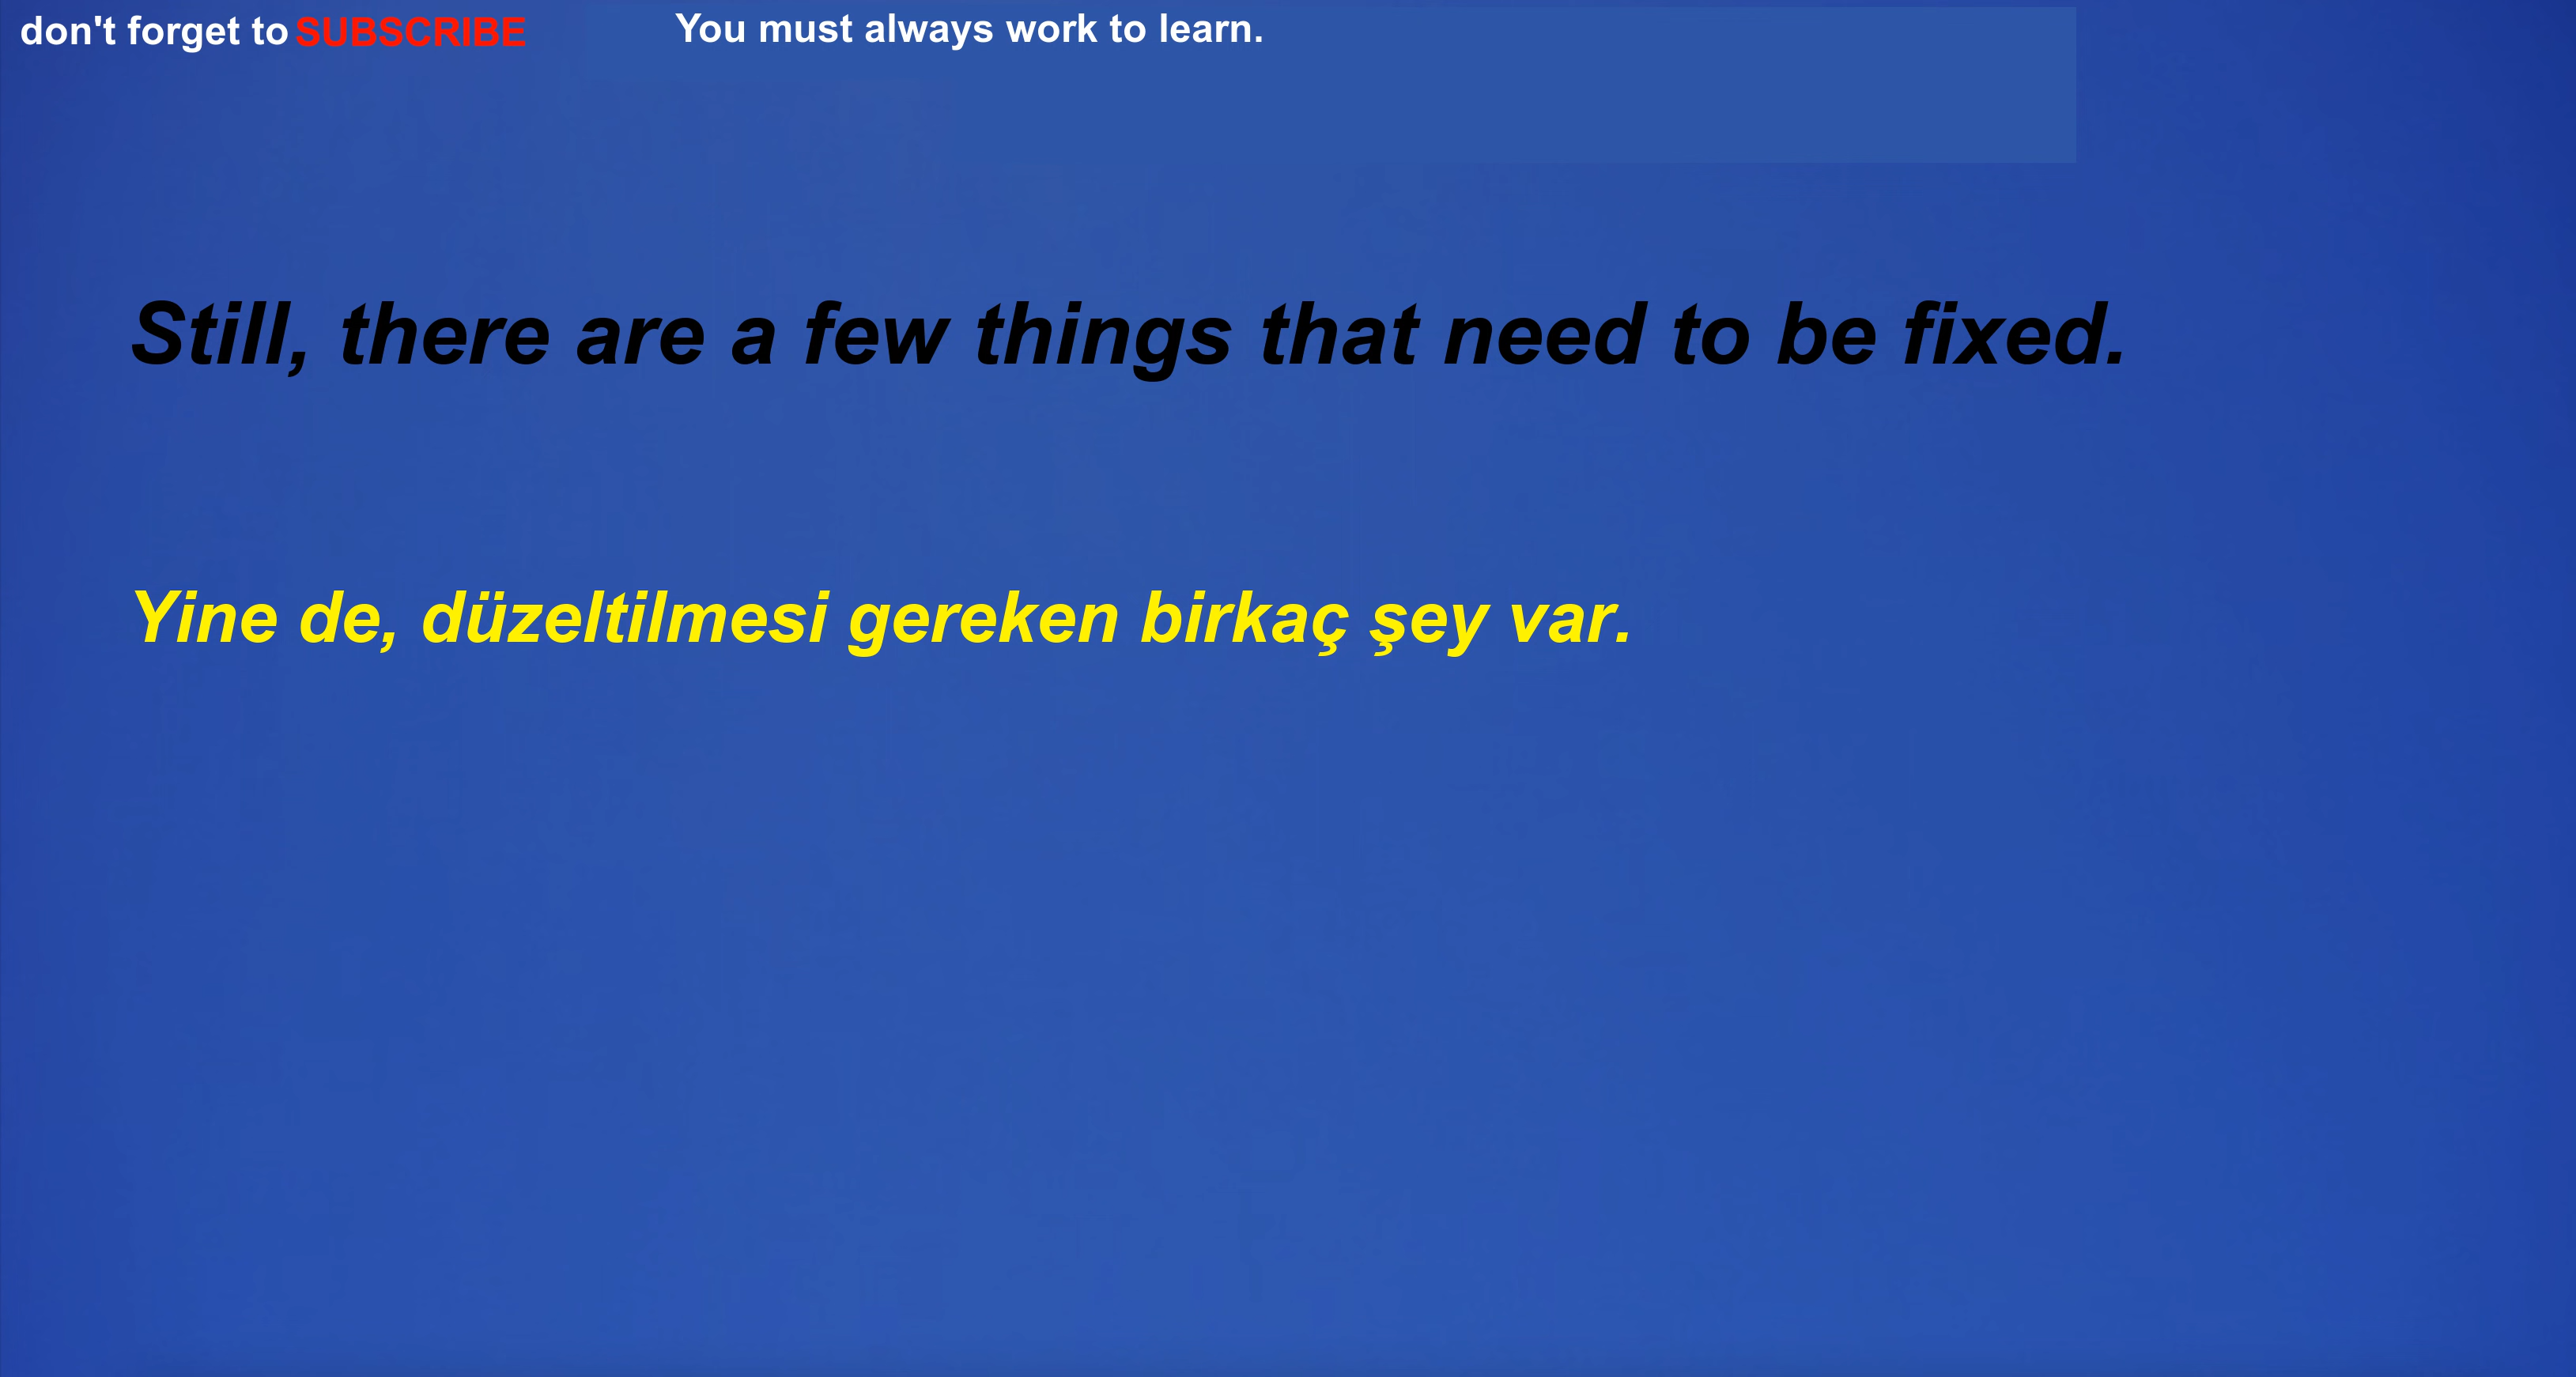 don't forget to SUBSCRIBE
You must always work to learn.
Still, there are a few things that need to be fixed.
Yine de, düzeltilmesi gereken birkaç şey var.